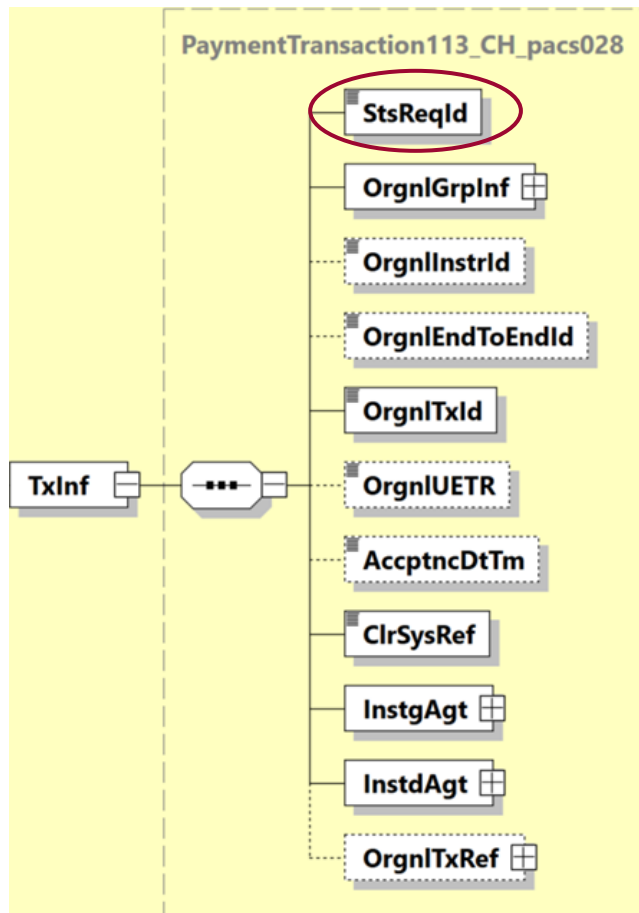 PaymentTransaction113_CH_pacs028
StsReqId
OrgnlGrpInf
OrgnlInstrId
OrgnlEndToEndId
OrgnlTxId
TxInf
OrgnlUETR
AccptncDtTm
ClrSysRef
InstgAgt
InstdAgt
OrgnlTxRef